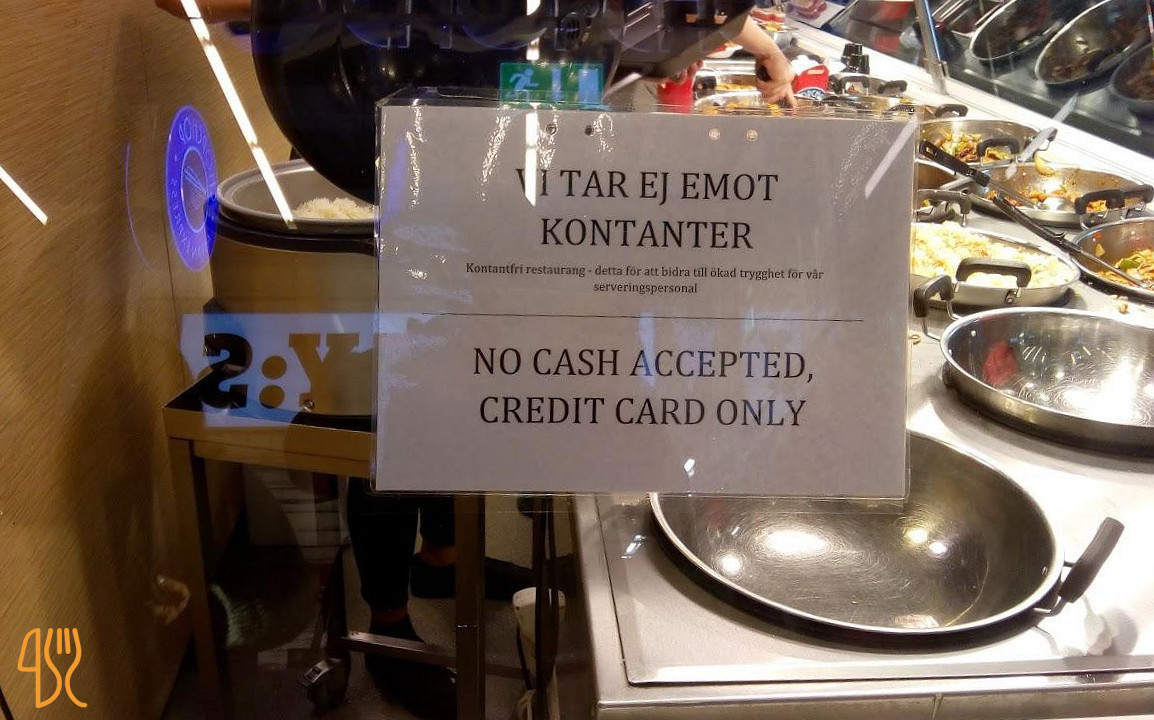 VI TAR EJ EMOT
KONTANTER
Kontantfri restaurang - detta för att bidra till ökad trygghet för vår
serveringspersonal
NO CASH ACCEPTED,
CREDIT CARD ONLY
Y:S